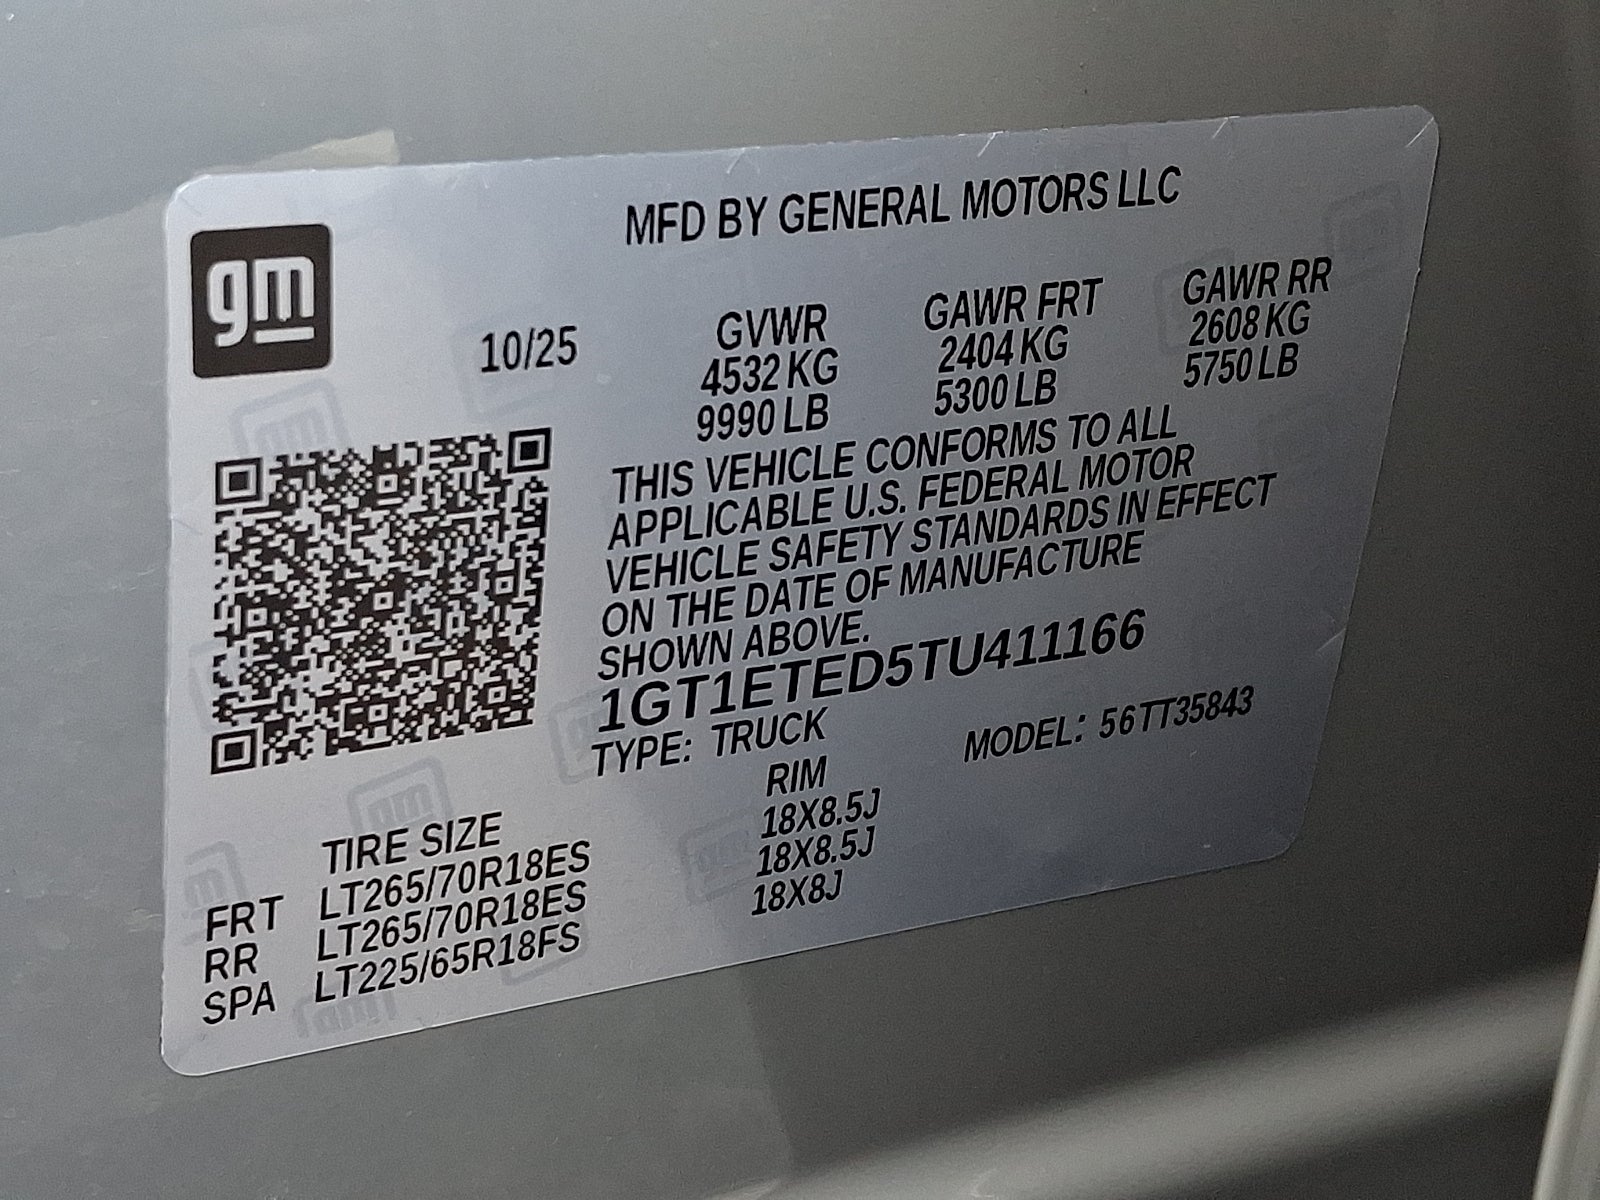 gm
MFD BY GENERAL MOTORS LLC
10/25
GVWR GAWR FRT GAWR RR
4532 KG 2404 KG 2608 KG
9990 LB 5300 LB 5750 LB
THIS VEHICLE CONFORMS TO ALL
APPLICABLE U.S. FEDERAL MOTOR
VEHICLE SAFETY STANDARDS IN EFFECT
ON THE DATE OF MANUFACTURE
SHOWN ABOVE.
1GT1ETED5TU411166
TYPE: TRUCK MODEL: 56TT35843
TIRE SIZE RIM
FRT LT265/70R18ES 18X8.5J
RR LT265/70R18ES 18X8.5J
SPA LT225/65R18FS 18X8J